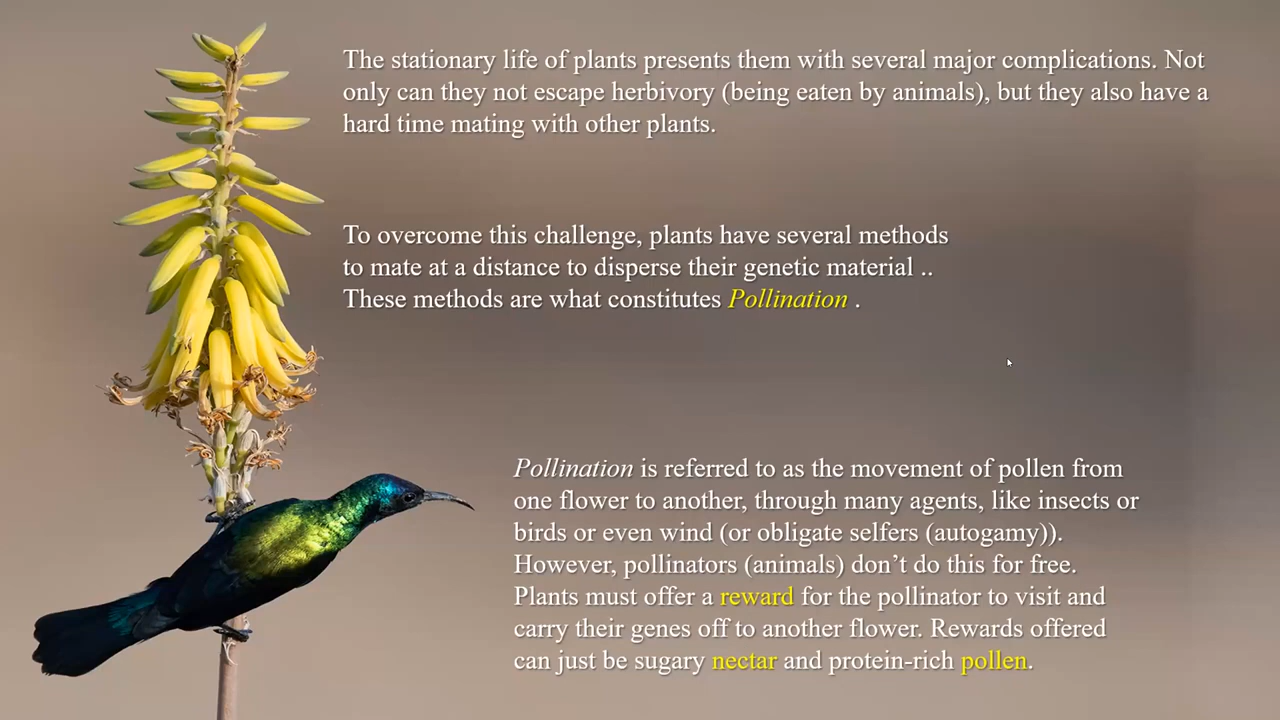 The stationary life of plants presents them with several major complications. Not
only can they not escape herbivory (being eaten by animals), but they also have a
hard time mating with other plants.
To overcome this challenge, plants have several methods
to mate at a distance to disperse their genetic material ..
These methods are what constitutes Pollination .
Pollination is referred to as the movement of pollen from
one flower to another, through many agents, like insects or
birds or even wind (or obligate selfers (autogamy)).
However, pollinators (animals) don’t do this for free.
Plants must offer a reward for the pollinator to visit and
carry their genes off to another flower. Rewards offered
can just be sugary nectar and protein-rich pollen.